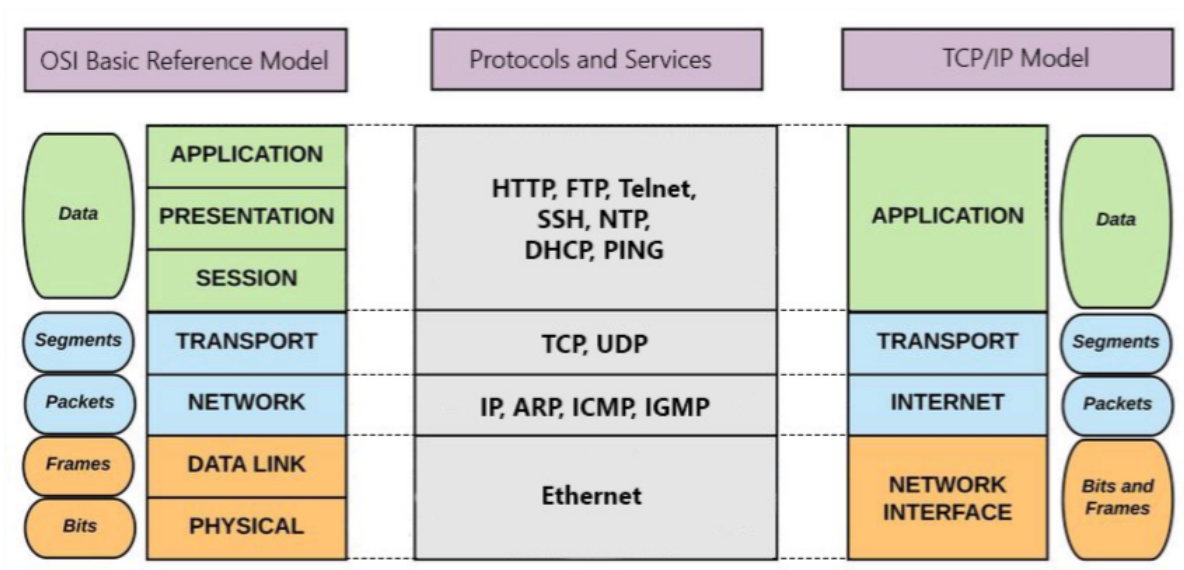 OSI Basic Reference Model
Protocols and Services
TCP/IP Model
Data
APPLICATION
PRESENTATION
SESSION
HTTP, FTP, Telnet,
SSH, NTP,
DHCP, PING
APPLICATION
Data
Segments
TRANSPORT
TCP, UDP
TRANSPORT
Segments
Packets
NETWORK
IP, ARP, ICMP, IGMP
INTERNET
Packets
Frames
DATA LINK
Bits
PHYSICAL
Ethernet
NETWORK
INTERFACE
Bits and
Frames